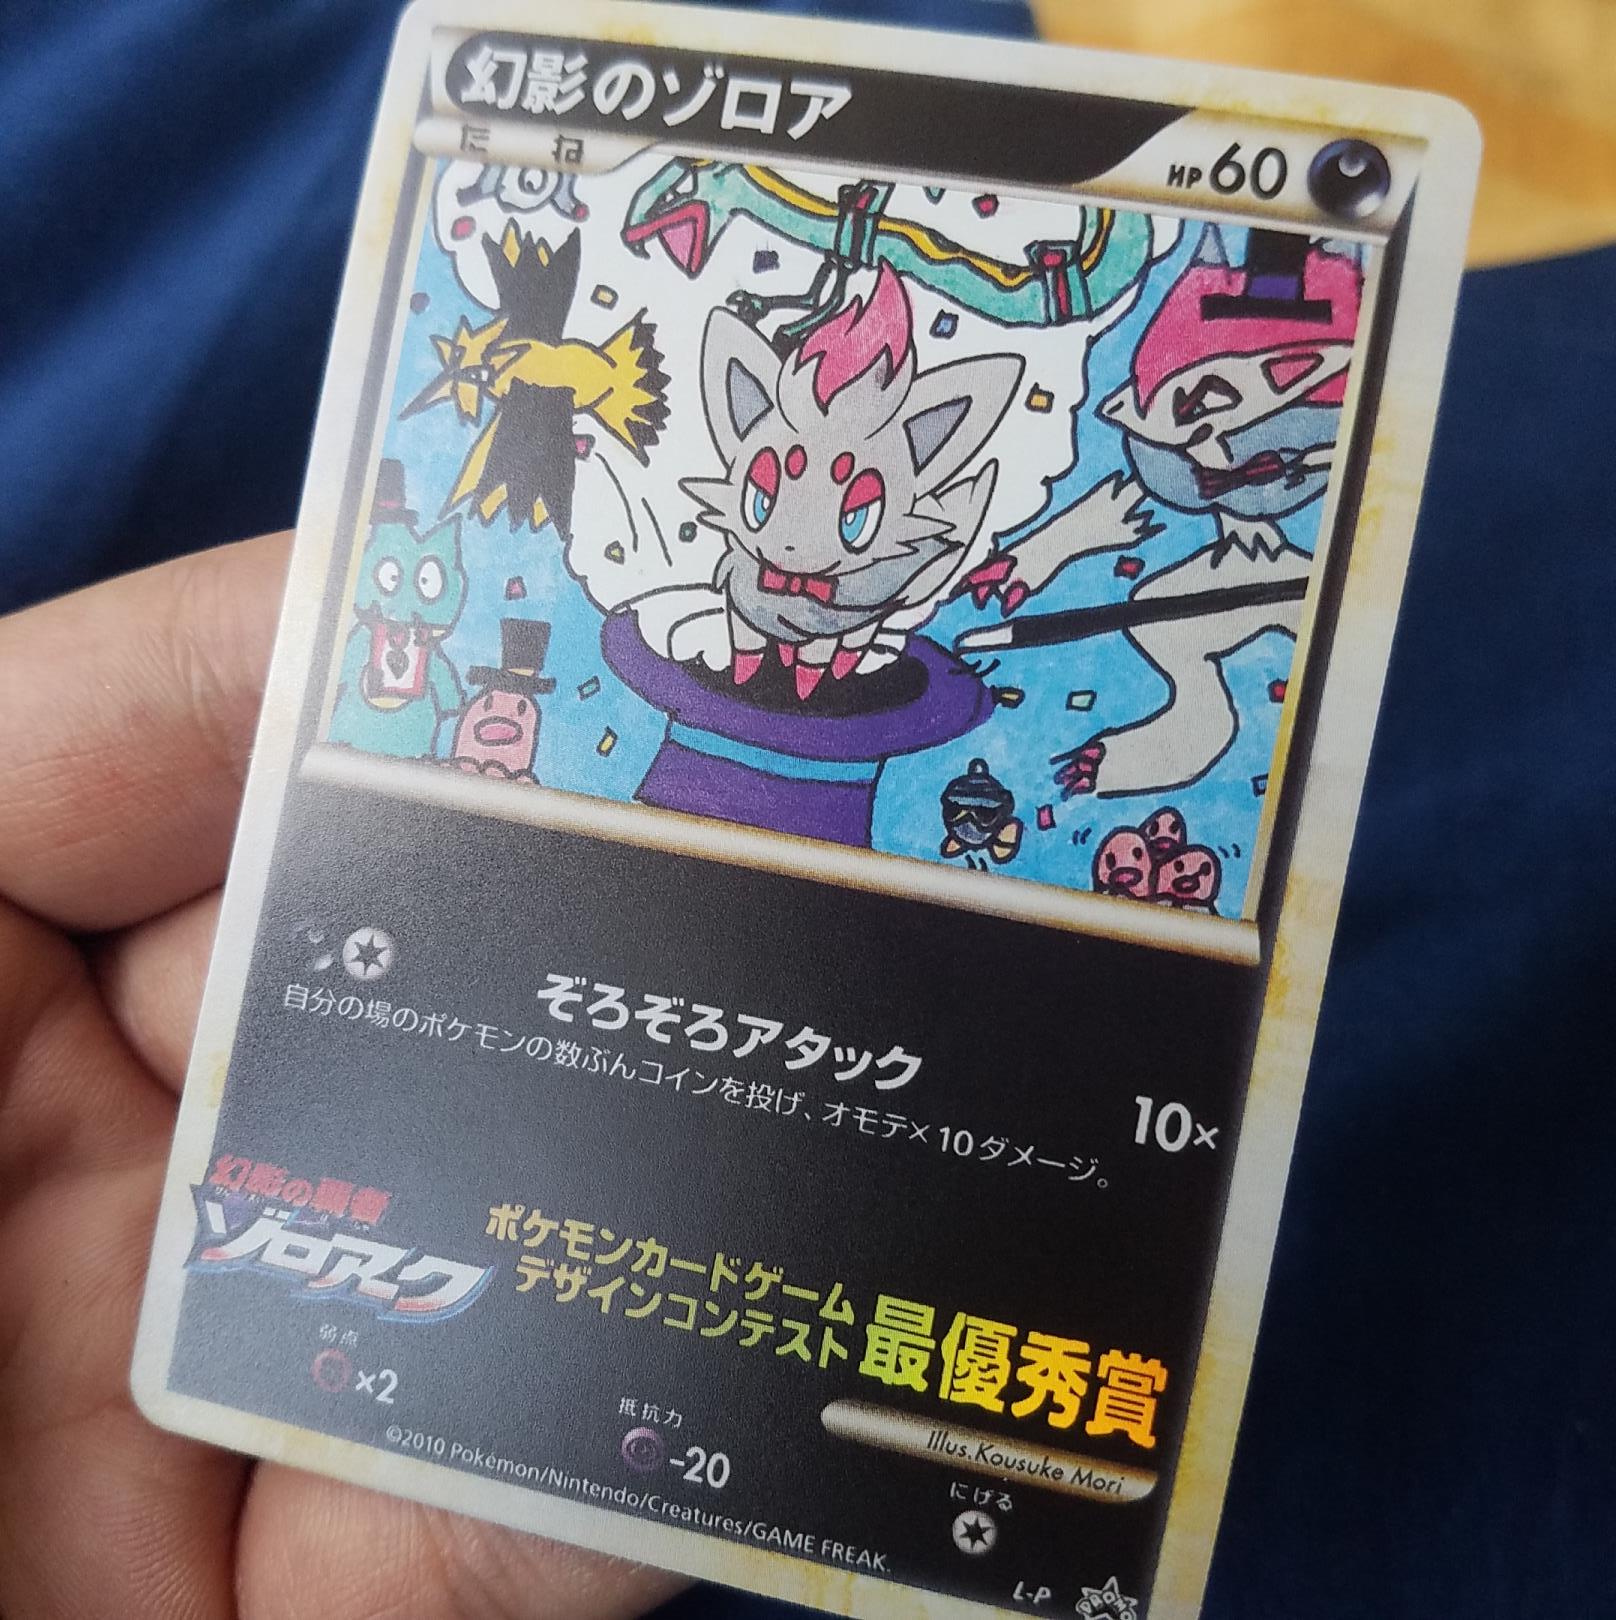 幻影のゾロア
たね
HP60
ぞろぞろアタック
10×
自分の場のポケモンの数ぶんコインを投げ、オモテ×10ダメージ。
幻影の覇者
ゾロアーク
ポケモンカードゲーム
デザインコンテスト 最優秀賞
弱点
×2
抵抗力
-20
Illus.Kousuke Mori
にげる
©2010 Pokémon/Nintendo/Creatures/GAME FREAK.
L-P
PROMO